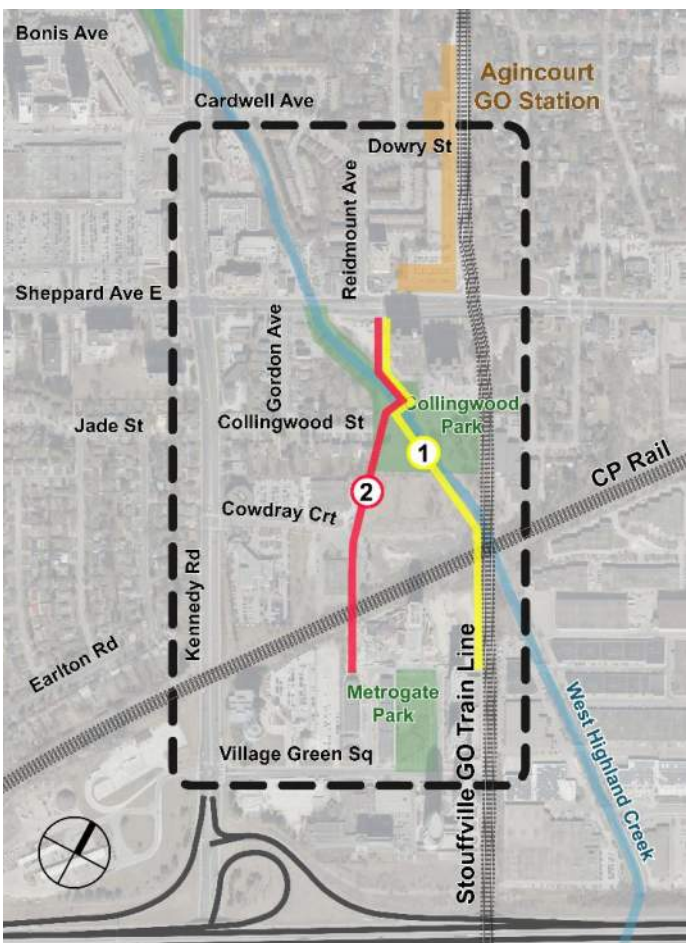 Bonis Ave
Agincourt
GO Station
Cardwell Ave
Dowry St
Reidmount Ave
Sheppard Ave E
Gordon Ave
Collingwood
Park
Collingwood St
Jade St
1
CP Rail
2
Cowdray Crt
Kennedy Rd
Earlton Rd
Stouffville GO Train Line
Metrogate
Park
West Highland Creek
Village Green Sq